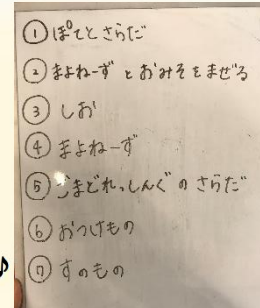 ① ぽてとさらだ
② まよねーず と おみそ を まぜる
③ しお
④ まよねーず
⑤ ごまどれっしんぐ の さらだ
⑥ おつけもの
⑦ すのもの
♪